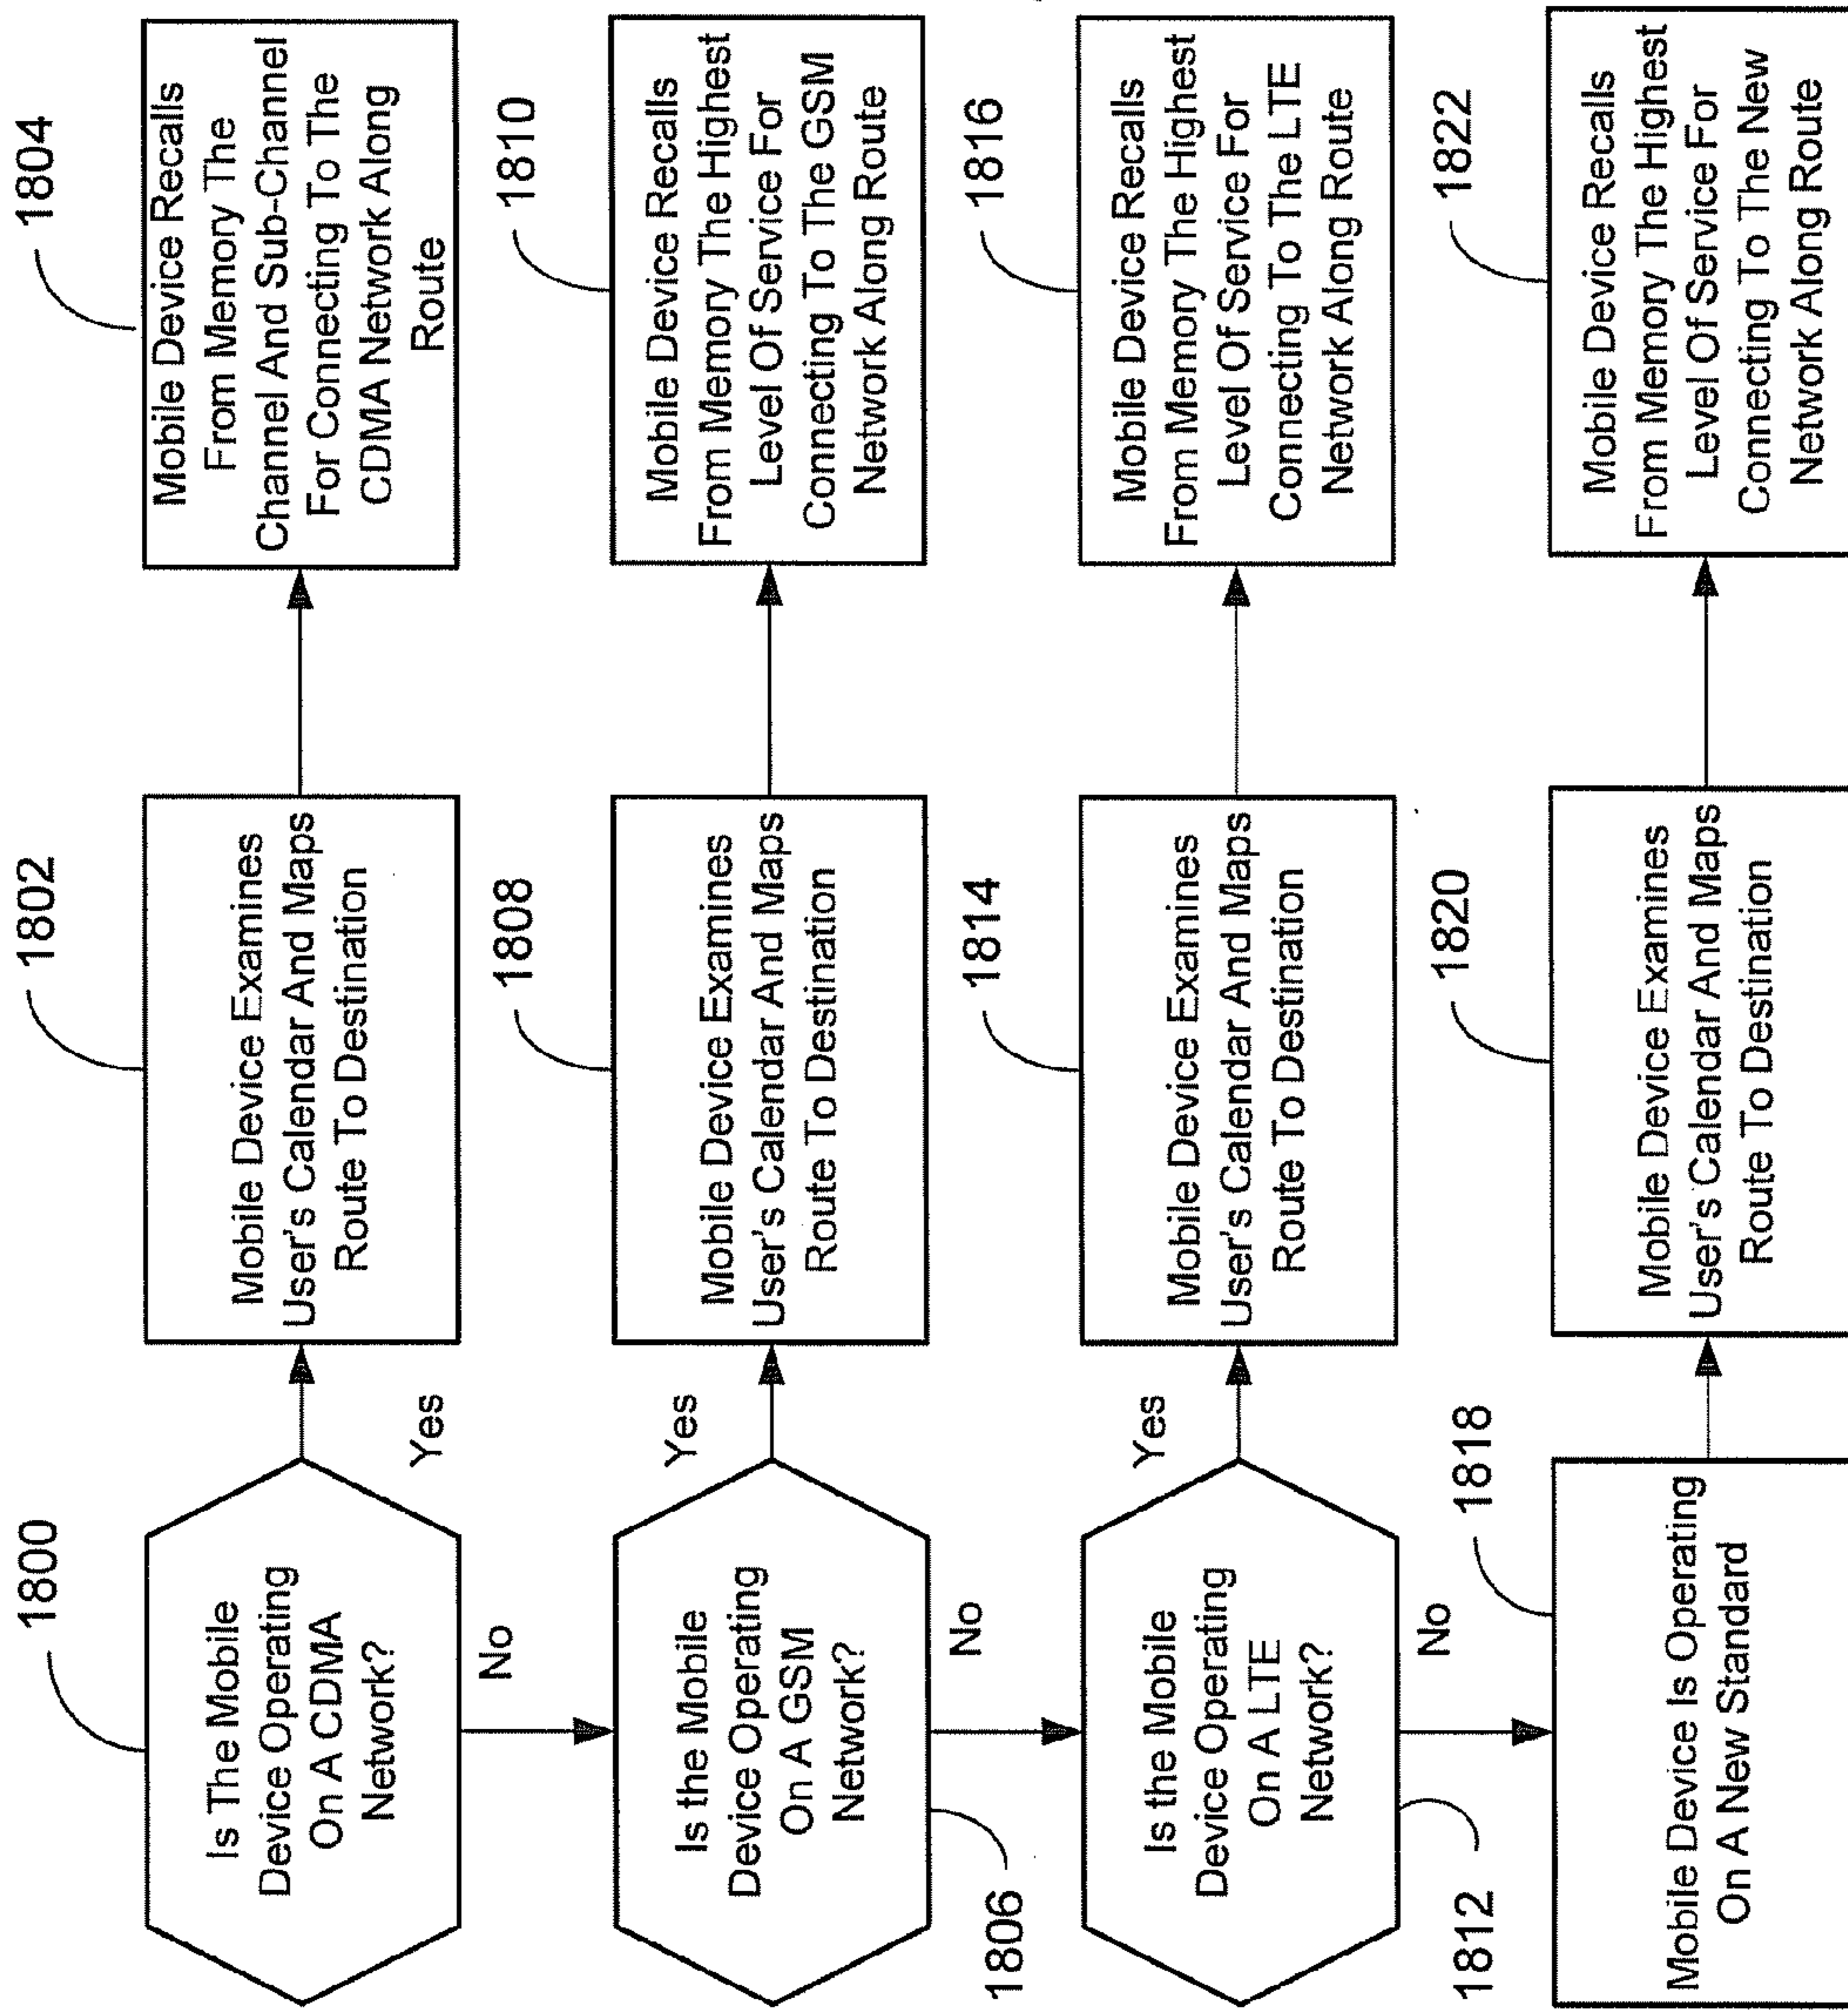 1800
Is The Mobile
Device Operating
On A CDMA
Network?
Yes
No
1802
Mobile Device Examines
User's Calendar And Maps
Route To Destination
1804
Mobile Device Recalls
From Memory The
Channel And Sub-Channel
For Connecting To The
CDMA Network Along
Route
1806
Is the Mobile
Device Operating
On A GSM
Network?
Yes
No
1808
Mobile Device Examines
User's Calendar And Maps
Route To Destination
1810
Mobile Device Recalls
From Memory The Highest
Level Of Service For
Connecting To The GSM
Network Along Route
1812
Is the Mobile
Device Operating
On A LTE
Network?
Yes
No
1814
Mobile Device Examines
User's Calendar And Maps
Route To Destination
1816
Mobile Device Recalls
From Memory The Highest
Level Of Service For
Connecting To The LTE
Network Along Route
1818
Mobile Device Is Operating
On A New Standard
1820
Mobile Device Examines
User's Calendar And Maps
Route To Destination
1822
Mobile Device Recalls
From Memory The Highest
Level Of Service For
Connecting To The New
Network Along Route